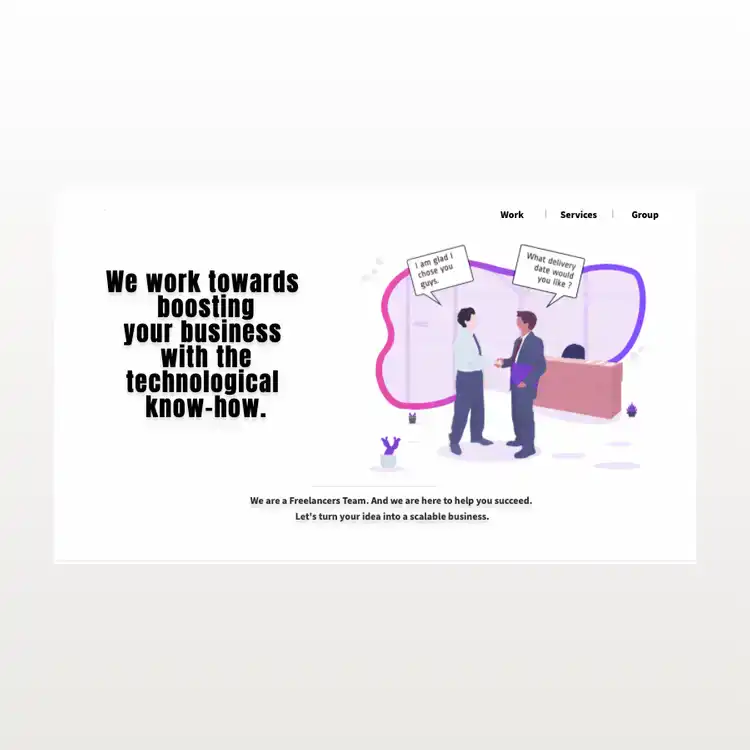 Work | Services | Group
We work towards
boosting
your business
with the
technological
know-how.
I am glad I
chose you
guys.
What delivery
date would
you like ?
We are a Freelancers Team. And we are here to help you succeed.
Let's turn your idea into a scalable business.